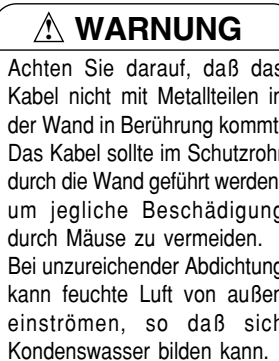 ⚠ WARNUNG
Achten Sie darauf, daß das
Kabel nicht mit Metallteilen in
der Wand in Berührung kommt.
Das Kabel sollte im Schutzrohr
durch die Wand geführt werden,
um jegliche Beschädigung
durch Mäuse zu vermeiden.
Bei unzureichender Abdichtung
kann feuchte Luft von außen
einströmen, so daß sich
Kondenswasser bilden kann.